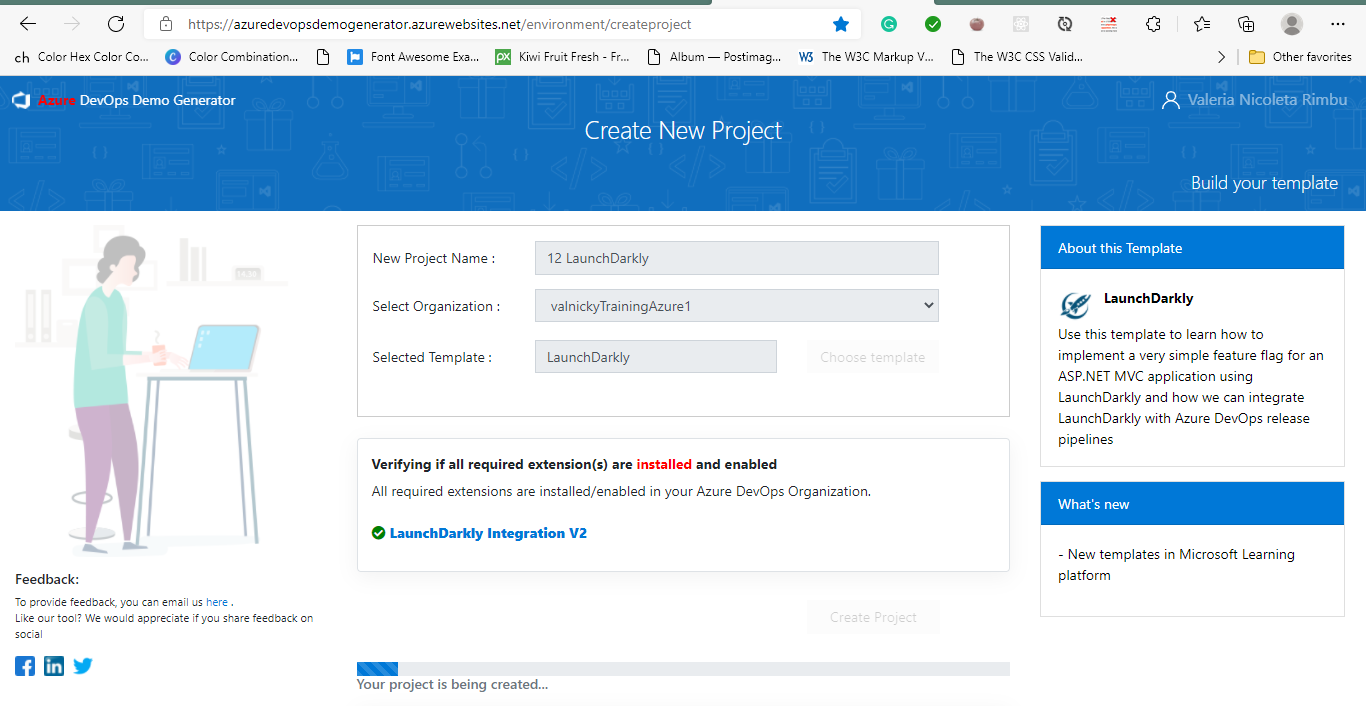 https://azuredevopsdemogenerator.azurewebsites.net/environment/createproject
ch Color Hex Color Co... Color Combination... Font Awesome Exa... px Kiwi Fruit Fresh - Fr... Album — Postimag... W3 The W3C Markup V... The W3C CSS Valid... Other favorites
Azure DevOps Demo Generator
Valeria Nicoleta Rimbu
Create New Project
Build your template
New Project Name :
12 LaunchDarkly
Select Organization :
valnickyTrainingAzure1
Selected Template :
LaunchDarkly
Choose template
Verifying if all required extension(s) are installed and enabled
All required extensions are installed/enabled in your Azure DevOps Organization.
LaunchDarkly Integration V2
Create Project
Your project is being created...
About this Template
LaunchDarkly
Use this template to learn how to
implement a very simple feature flag for an
ASP.NET MVC application using
LaunchDarkly and how we can integrate
LaunchDarkly with Azure DevOps release
pipelines
What's new
- New templates in Microsoft Learning
platform
Feedback:
To provide feedback, you can email us here .
Like our tool? We would appreciate if you share feedback on
social